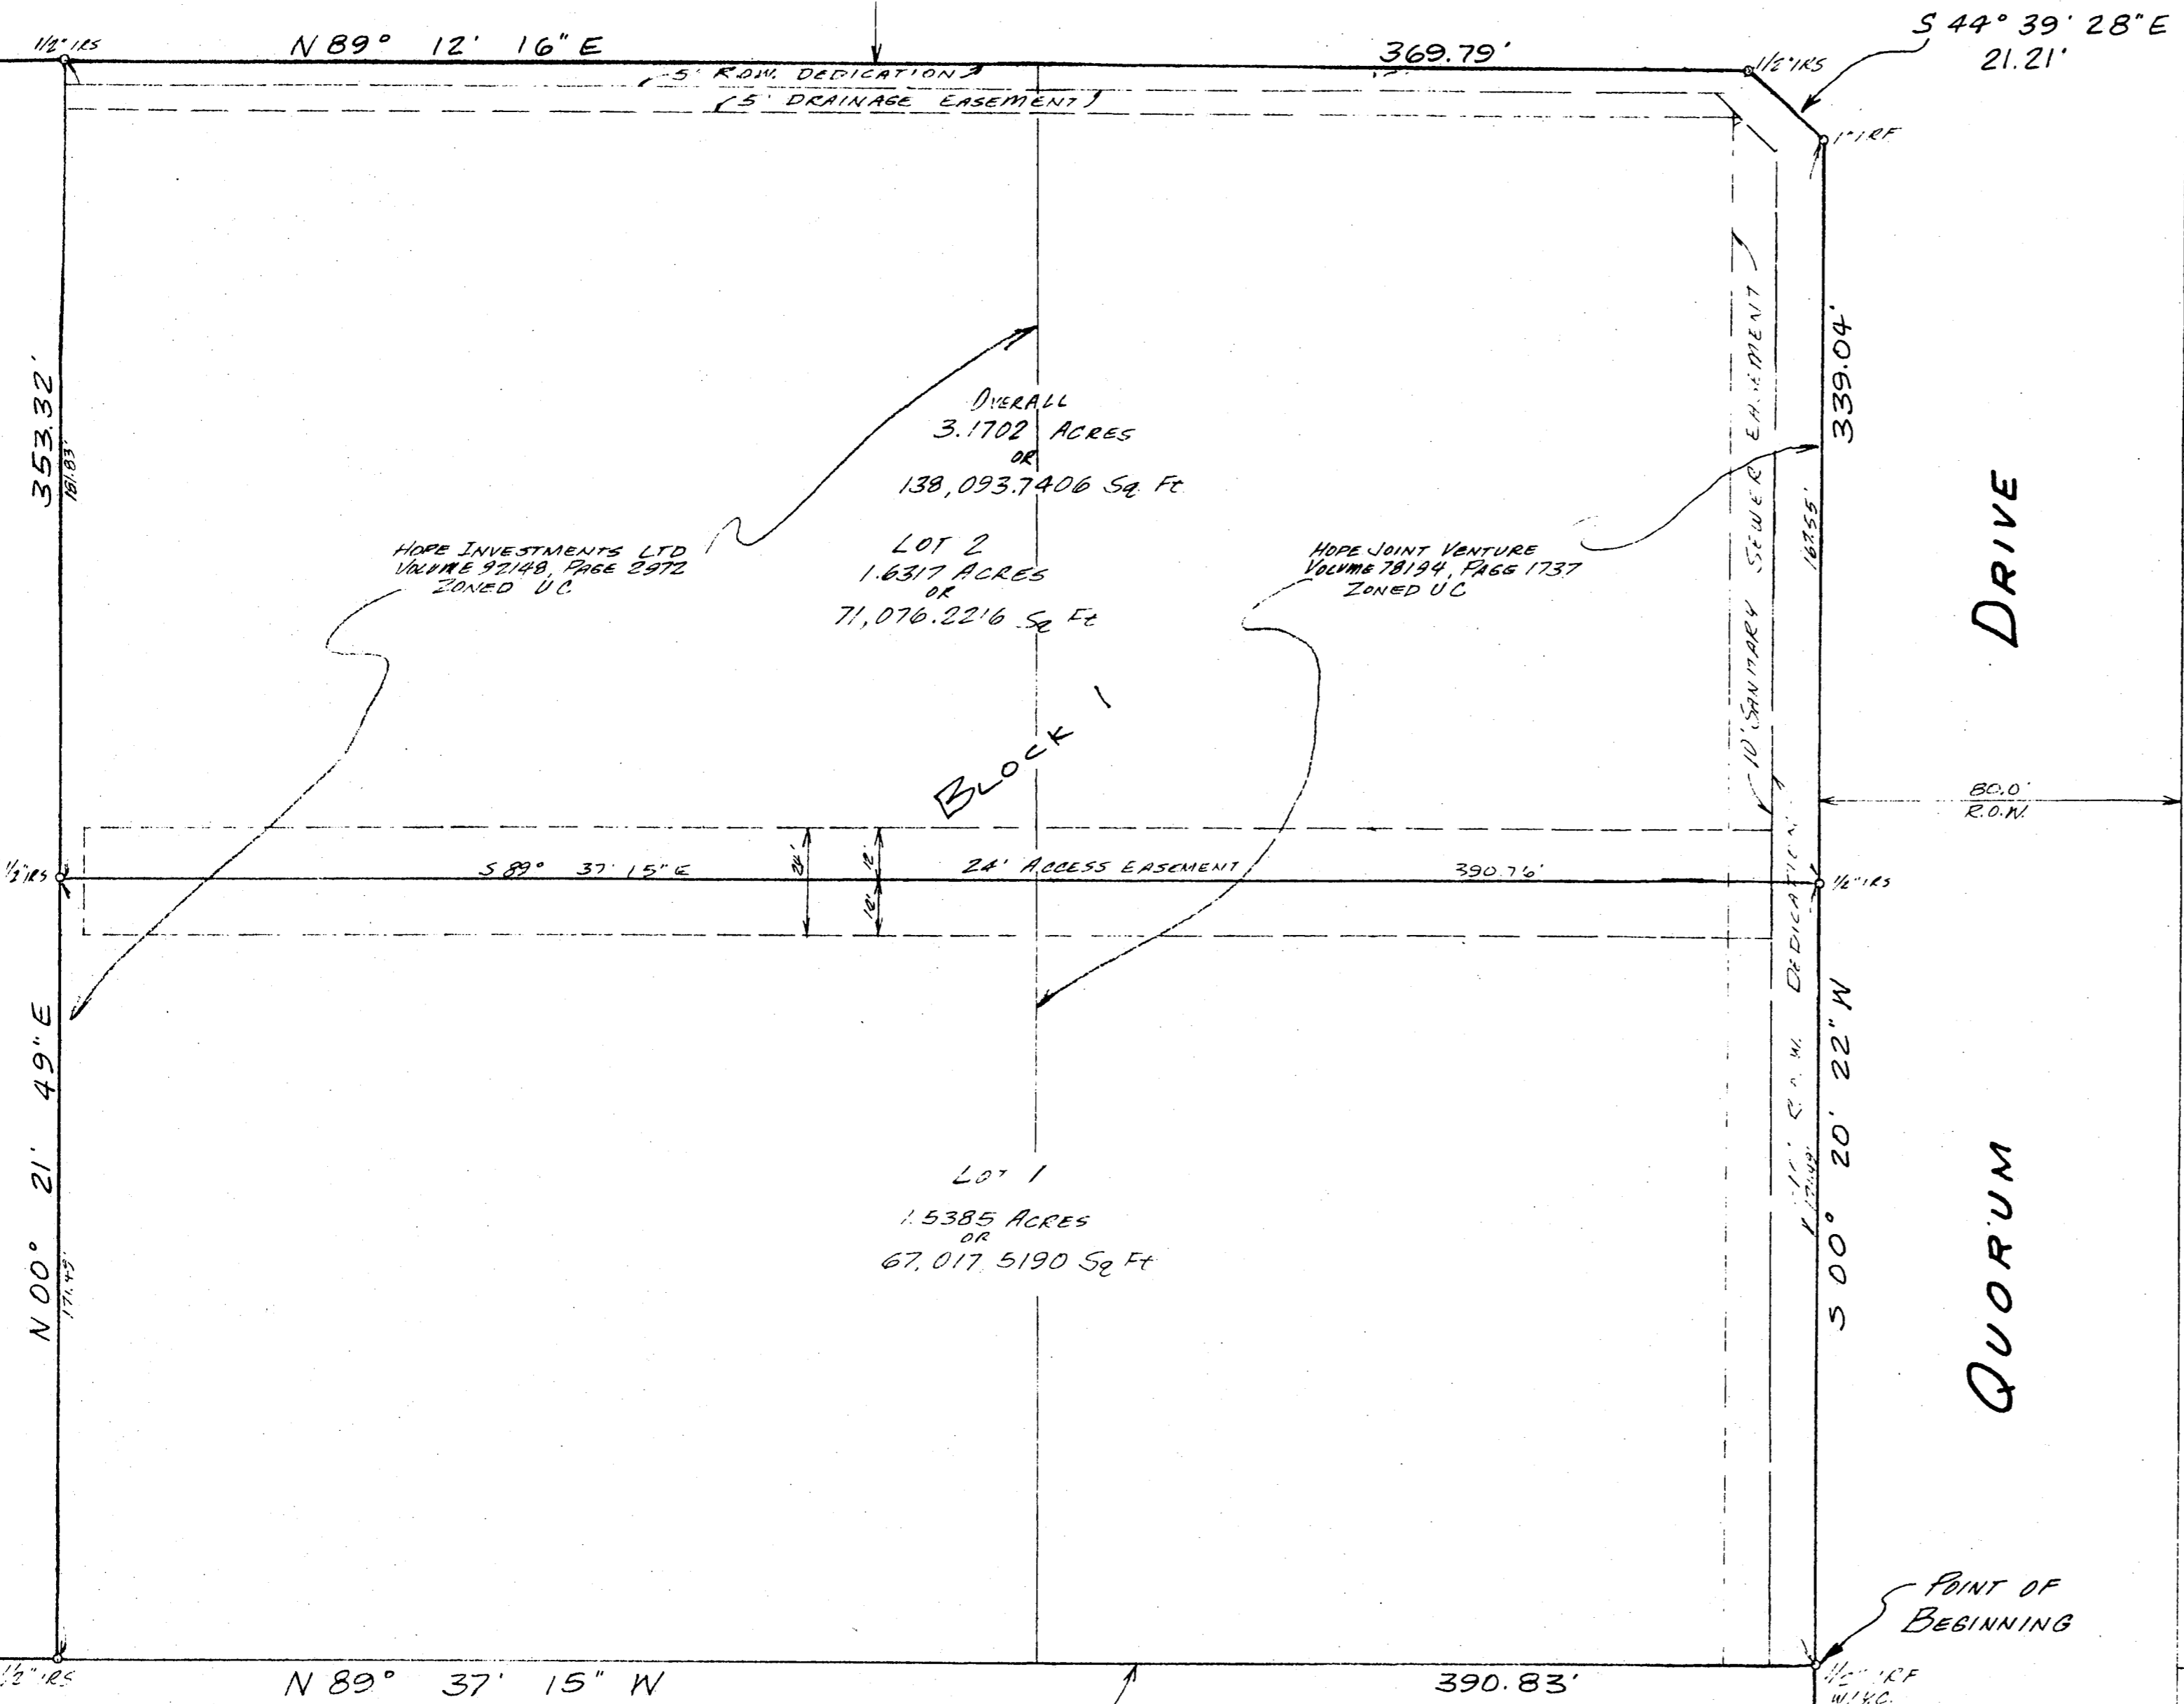 S 44° 39' 28" E
21.21'
1/2" IRS
N 89° 12' 16" E
369.79'
1/2" IRS
5' R.O.W. DEDICATION
5' DRAINAGE EASEMENT
1" IRF
353.32'
181.83'
339.04'
167.55'
10' SANITARY SEWER EASEMENT
OVERALL
3.1702 ACRES
OR
138,093.7406 Sq. Ft.
HOPE INVESTMENTS LTD
VOLUME 92148, PAGE 2972
ZONED UC
LOT 2
1.6317 ACRES
OR
71,076.2216 Sq Ft
HOPE JOINT VENTURE
VOLUME 78194, PAGE 1737
ZONED UC
DRIVE
BLOCK 1
80.0'
R.O.W.
1/2" IRS
S 89° 37' 15" E
24'
12'
24' ACCESS EASEMENT
390.76'
1/2" IRS
R.O.W. DEDICATION
N 00° 21' 49" E
171.49'
S 00° 20' 22" W
171.49'
LOT 1
1.5385 ACRES
OR
67,017.5190 Sq Ft
QUORUM
POINT OF
BEGINNING
1/2" IRS
N 89° 37' 15" W
390.83'
1/2" IRF